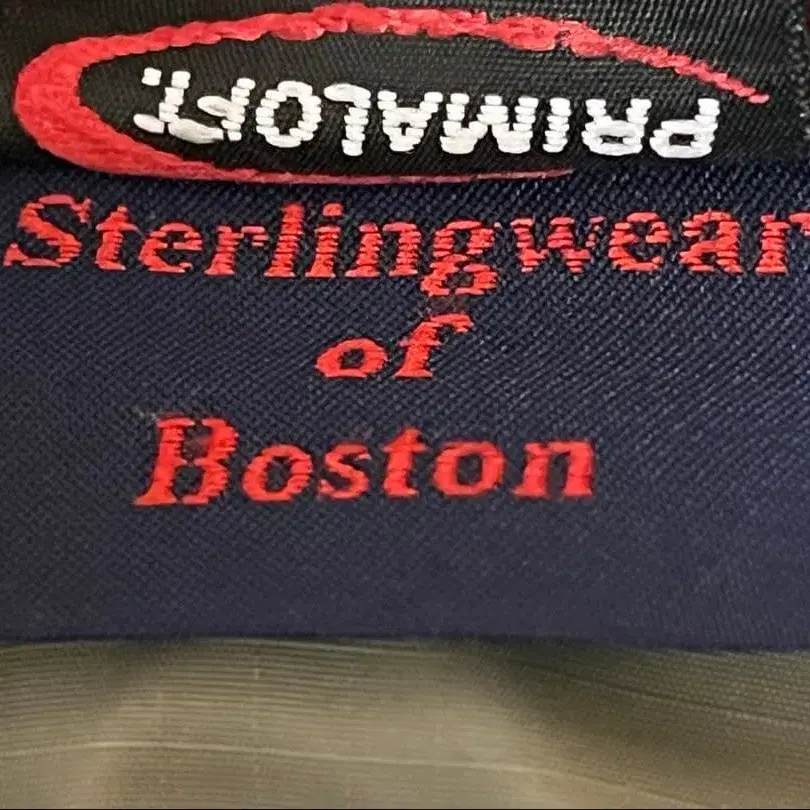 PRIMALOFT.
Sterlingwear
of
Boston